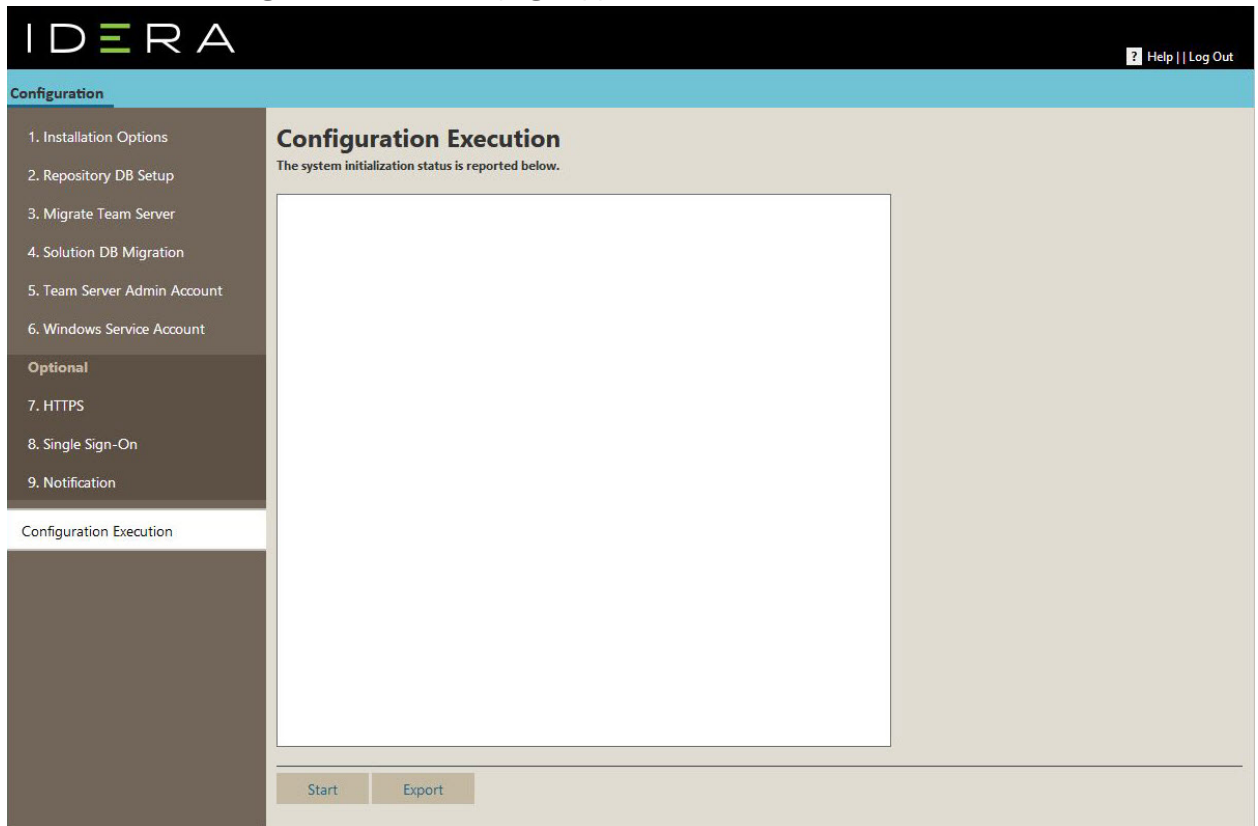 IDERA
? Help | | Log Out
Configuration
1. Installation Options
2. Repository DB Setup
3. Migrate Team Server
4. Solution DB Migration
5. Team Server Admin Account
6. Windows Service Account
Optional
7. HTTPS
8. Single Sign-On
9. Notification
Configuration Execution
Configuration Execution
The system initialization status is reported below.
Start Export